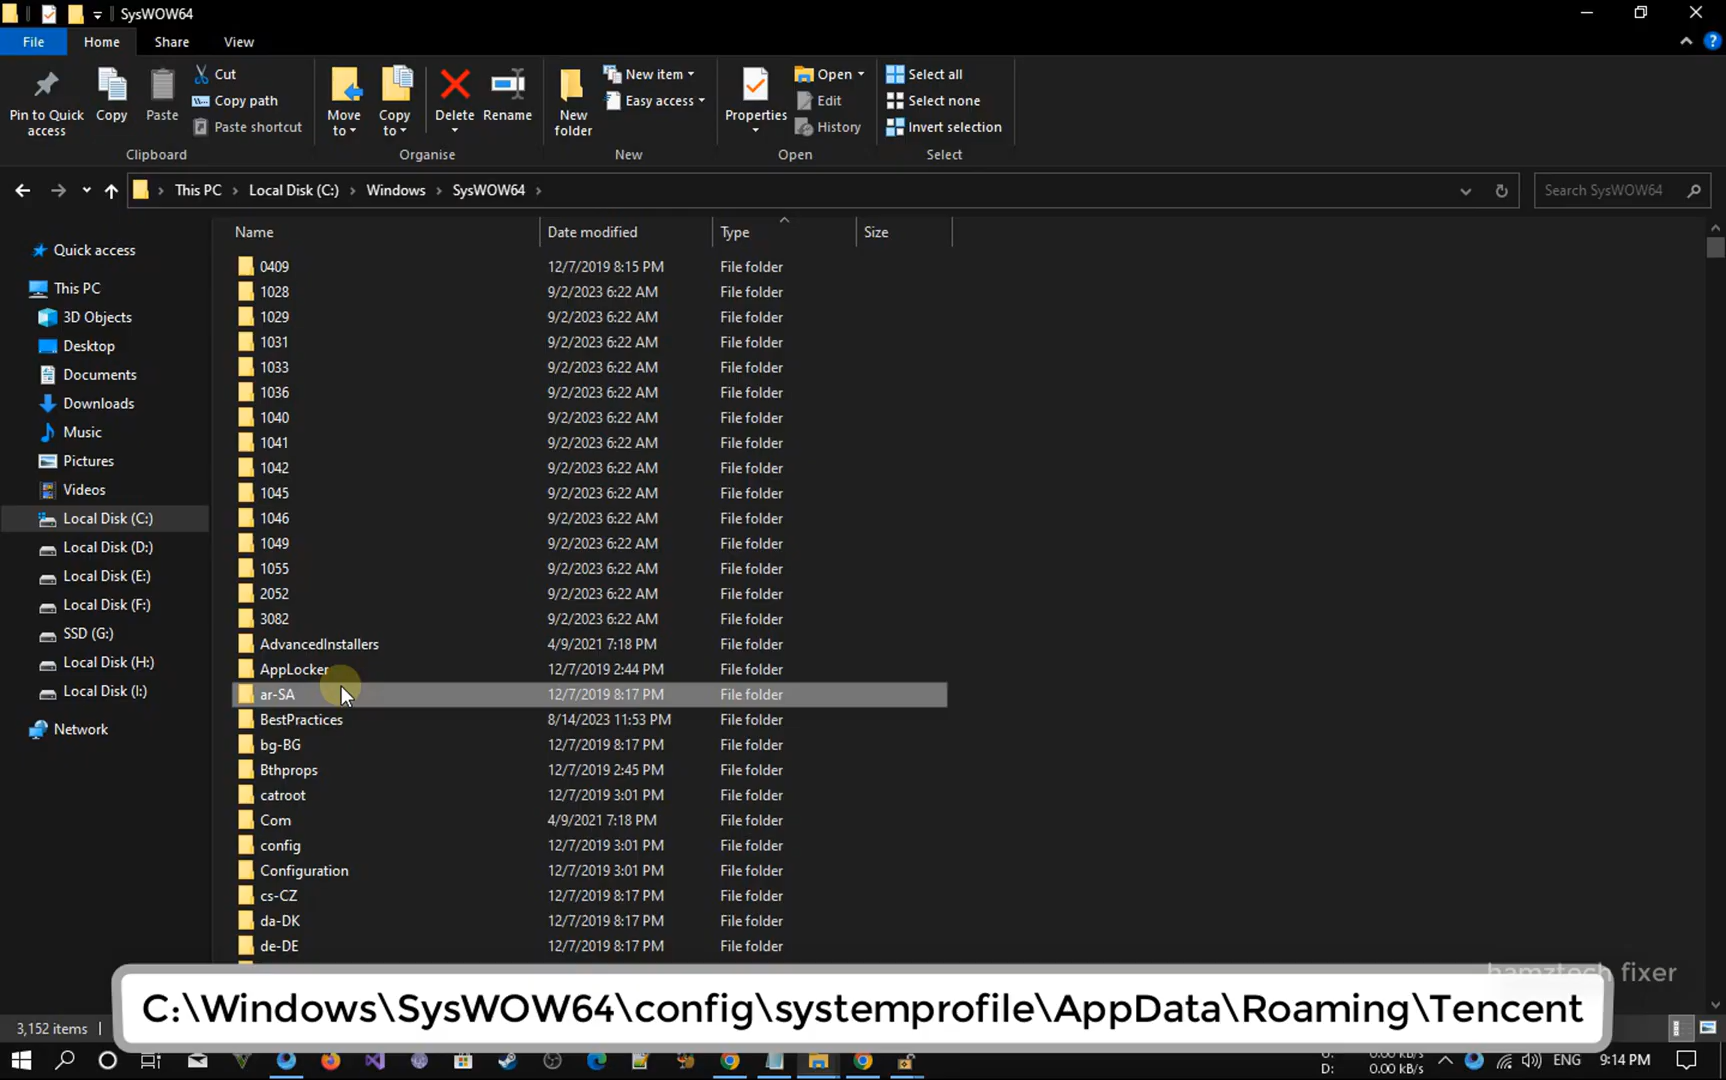 SysWOW64
File Home Share View
Pin to Quick access
Copy
Paste
Cut
Copy path
Paste shortcut
Clipboard
Move to
Copy to
Delete
Rename
Organise
New folder
New item
Easy access
New
Properties
Open
Edit
History
Open
Select all
Select none
Invert selection
Select
This PC > Local Disk (C:) > Windows > SysWOW64 >
Search SysWOW64
Quick access
This PC
3D Objects
Desktop
Documents
Downloads
Music
Pictures
Videos
Local Disk (C:)
Local Disk (D:)
Local Disk (E:)
Local Disk (F:)
SSD (G:)
Local Disk (H:)
Local Disk (I:)
Network
Name Date modified Type Size
0409 12/7/2019 8:15 PM File folder
1028 9/2/2023 6:22 AM File folder
1029 9/2/2023 6:22 AM File folder
1031 9/2/2023 6:22 AM File folder
1033 9/2/2023 6:22 AM File folder
1036 9/2/2023 6:22 AM File folder
1040 9/2/2023 6:22 AM File folder
1041 9/2/2023 6:22 AM File folder
1042 9/2/2023 6:22 AM File folder
1045 9/2/2023 6:22 AM File folder
1046 9/2/2023 6:22 AM File folder
1049 9/2/2023 6:22 AM File folder
1055 9/2/2023 6:22 AM File folder
2052 9/2/2023 6:22 AM File folder
3082 9/2/2023 6:22 AM File folder
AdvancedInstallers 4/9/2021 7:18 PM File folder
AppLocker 12/7/2019 2:44 PM File folder
ar-SA 12/7/2019 8:17 PM File folder
BestPractices 8/14/2023 11:53 PM File folder
bg-BG 12/7/2019 8:17 PM File folder
Bthprops 12/7/2019 2:45 PM File folder
catroot 12/7/2019 3:01 PM File folder
Com 4/9/2021 7:18 PM File folder
config 12/7/2019 3:01 PM File folder
Configuration 12/7/2019 3:01 PM File folder
cs-CZ 12/7/2019 8:17 PM File folder
da-DK 12/7/2019 8:17 PM File folder
de-DE 12/7/2019 8:17 PM File folder
hamztech fixer
C:\Windows\SysWOW64\config\systemprofile\AppData\Roaming\Tencent
3,152 items
0.00 kB/s
D: 0.00 kB/s
ENG 9:14 PM